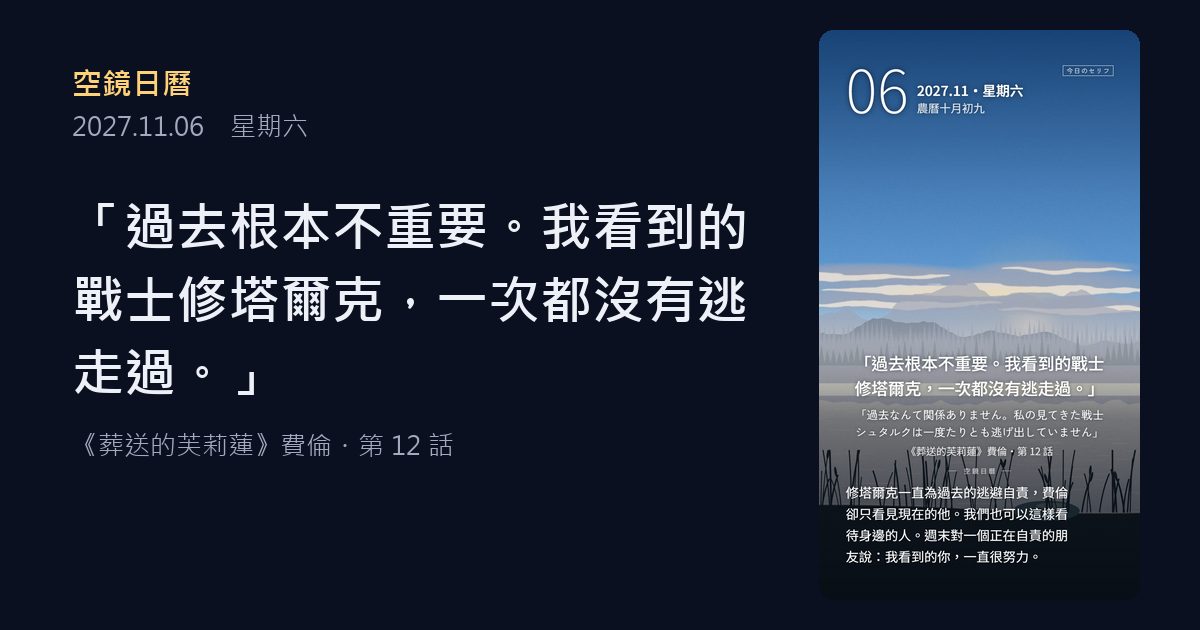 空鏡日曆
2027.11.06　星期六
「過去根本不重要。我看到的
戰士修塔爾克，一次都沒有逃
走過。」
《葬送的芙莉蓮》費倫・第 12 話
06
2027.11・星期六
農曆十月初九
今日のセリフ
「過去根本不重要。我看到的戰士
修塔爾克，一次都沒有逃走過。」
「過去なんて関係ありません。私の見てきた戦士
シュタルクは一度たりとも逃げ出していません」
《葬送的芙莉蓮》費倫・第 12 話
— 空鏡日曆 —
修塔爾克一直為過去的逃避自責，費倫
卻只看見現在的他。我們也可以這樣看
待身邊的人。週末對一個正在自責的朋
友說：我看到的你，一直很努力。